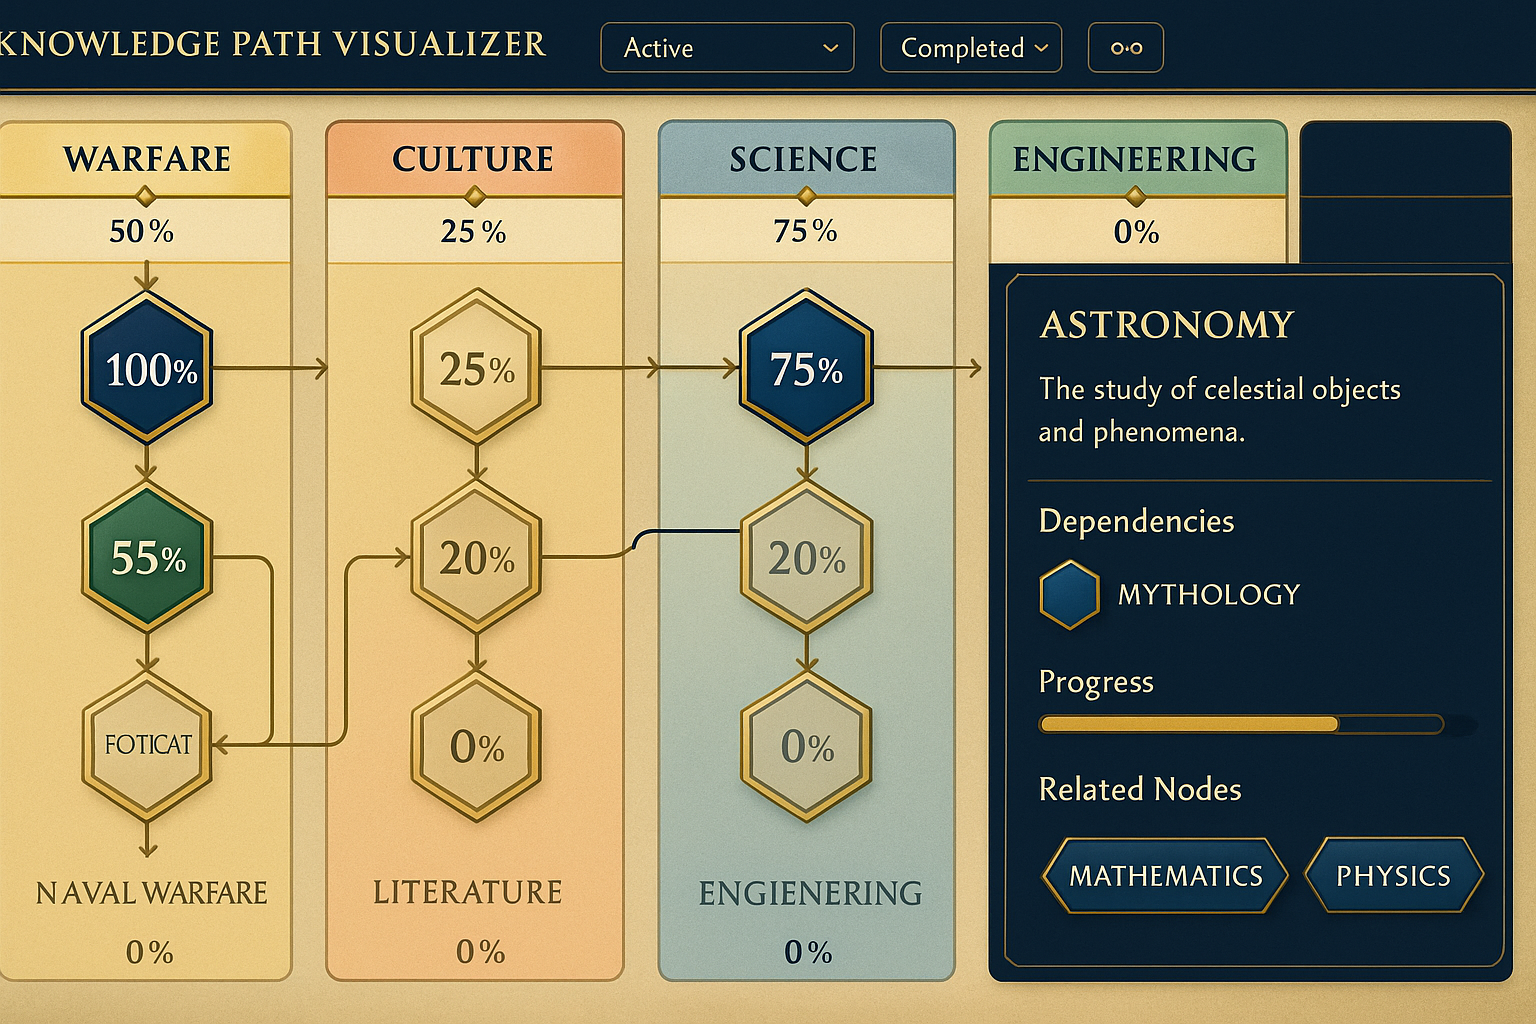 KNOWLEDGE PATH VISUALIZER
Active
Completed
WARFARE
50%
100%
55%
FOTICAT
NAVAL WARFARE
0%
CULTURE
25%
25%
20%
0%
LITERATURE
0%
SCIENCE
75%
75%
20%
0%
ENGIENERING
0%
ENGINEERING
0%
ASTRONOMY
The study of celestial objects
and phenomena.
Dependencies
MYTHOLOGY
Progress
Related Nodes
MATHEMATICS
PHYSICS